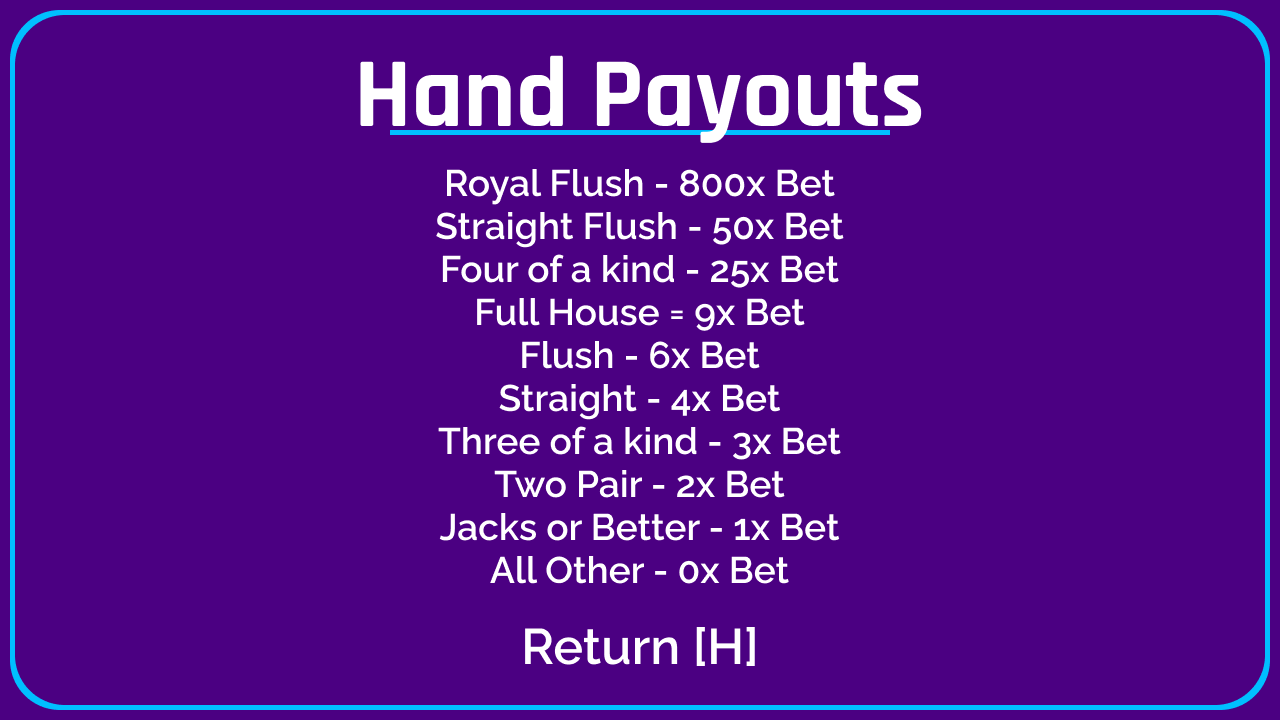 Hand Payouts
Royal Flush - 800x Bet
Straight Flush - 50x Bet
Four of a kind - 25x Bet
Full House = 9x Bet
Flush - 6x Bet
Straight - 4x Bet
Three of a kind - 3x Bet
Two Pair - 2x Bet
Jacks or Better - 1x Bet
All Other - 0x Bet
Return [H]